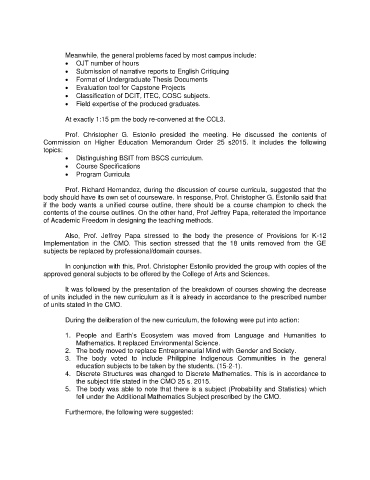 Meanwhile, the general problems faced by most campus include:
• OJT number of hours
• Submission of narrative reports to English Critiquing
• Format of Undergraduate Thesis Documents
• Evaluation tool for Capstone Projects
• Classification of DCIT, ITEC, COSC subjects.
• Field expertise of the produced graduates.
At exactly 1:15 pm the body re-convened at the CCL3.
Prof. Christopher G. Estonilo presided the meeting. He discussed the contents of
Commission on Higher Education Memorandum Order 25 s2015. It includes the following
topics:
• Distinguishing BSIT from BSCS curriculum.
• Course Specifications
• Program Curricula
Prof. Richard Hernandez, during the discussion of course curricula, suggested that the
body should have its own set of courseware. In response, Prof. Christopher G. Estonilo said that
if the body wants a unified course outline, there should be a course champion to check the
contents of the course outlines. On the other hand, Prof Jeffrey Papa, reiterated the Importance
of Academic Freedom in designing the teaching methods.
Also, Prof. Jeffrey Papa stressed to the body the presence of Provisions for K-12
Implementation in the CMO. This section stressed that the 18 units removed from the GE
subjects be replaced by professional/domain courses.
In conjunction with this, Prof. Christopher Estonilo provided the group with copies of the
approved general subjects to be offered by the College of Arts and Sciences.
It was followed by the presentation of the breakdown of courses showing the decrease
of units included in the new curriculum as it is already in accordance to the prescribed number
of units stated in the CMO.
During the deliberation of the new curriculum, the following were put into action:
1. People and Earth's Ecosystem was moved from Language and Humanities to
Mathematics. It replaced Environmental Science.
2. The body moved to replace Entrepreneurial Mind with Gender and Society.
3. The body voted to include Philippine Indigenous Communities in the general
education subjects to be taken by the students. (15-2-1).
4. Discrete Structures was changed to Discrete Mathematics. This is in accordance to
the subject title stated in the CMO 25 s. 2015.
5. The body was able to note that there is a subject (Probability and Statistics) which
fell under the Additional Mathematics Subject prescribed by the CMO.
Furthermore, the following were suggested: